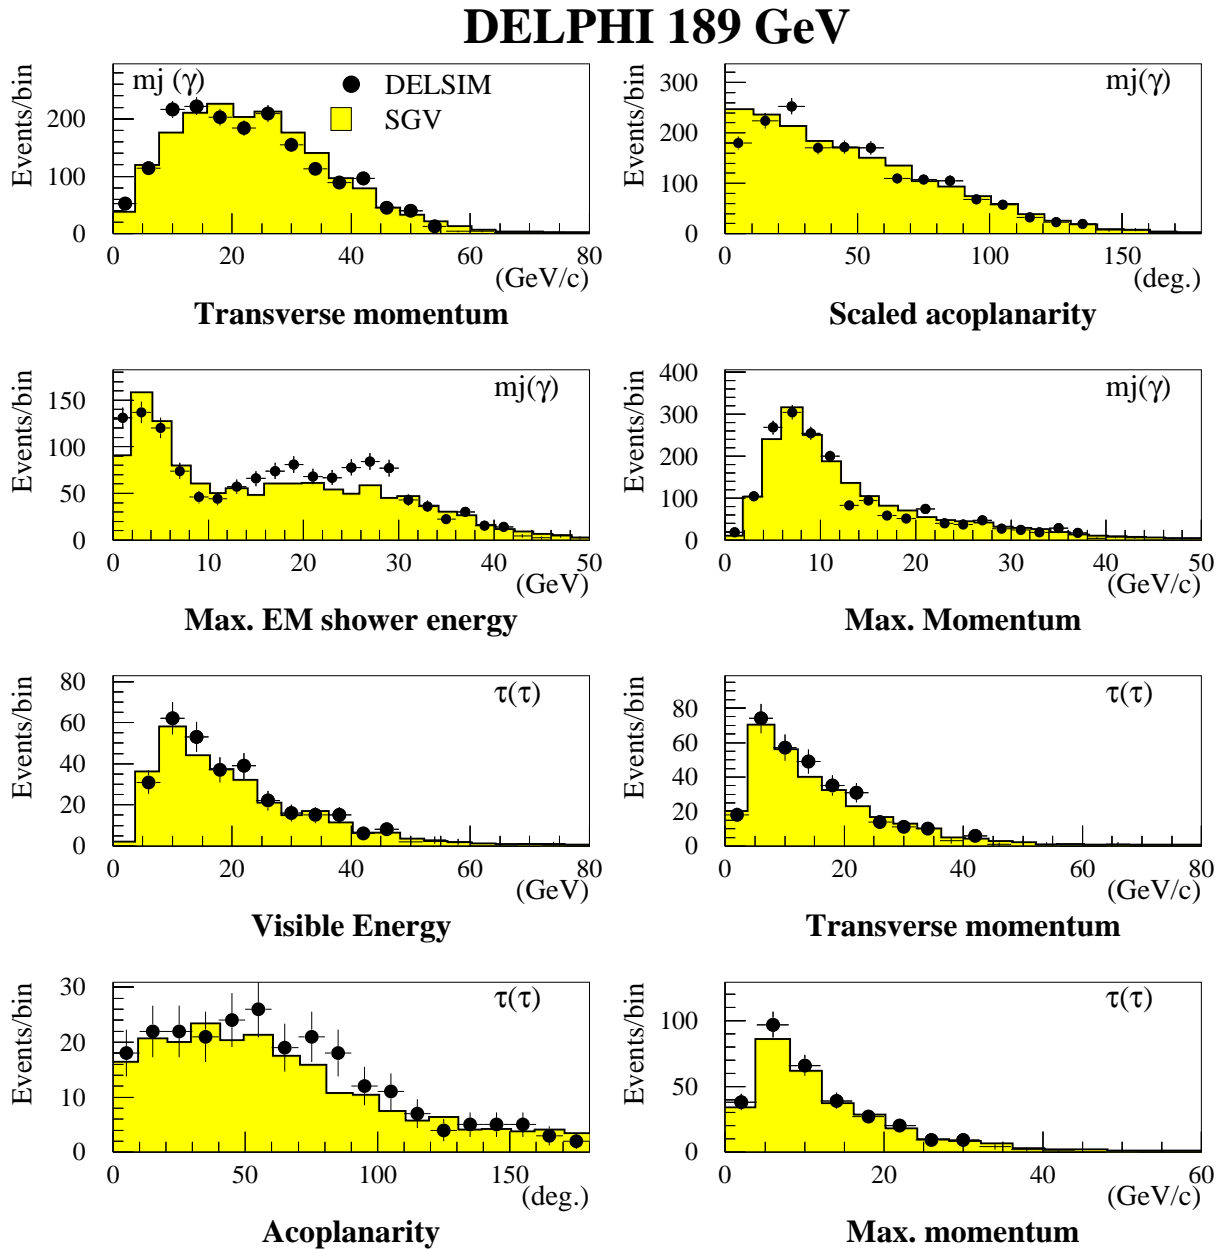 DELPHI 189 GeV
Events/bin
mj (γ)
DELSIM
SGV
200
100
0
0 20 40 60 80
(GeV/c)
Transverse momentum
Events/bin
mj(γ)
300
200
100
0
0 50 100 150
(deg.)
Scaled acoplanarity
Events/bin
mj(γ)
150
100
50
0
0 10 20 30 40 50
(GeV)
Max. EM shower energy
Events/bin
mj(γ)
400
300
200
100
0
0 10 20 30 40 50
(GeV/c)
Max. Momentum
Events/bin
τ(τ)
80
60
40
20
0
0 20 40 60 80
(GeV)
Visible Energy
Events/bin
τ(τ)
80
60
40
20
0
0 20 40 60 80
(GeV/c)
Transverse momentum
Events/bin
τ(τ)
30
20
10
0
0 50 100 150
(deg.)
Acoplanarity
Events/bin
τ(τ)
100
50
0
0 20 40 60
(GeV/c)
Max. momentum